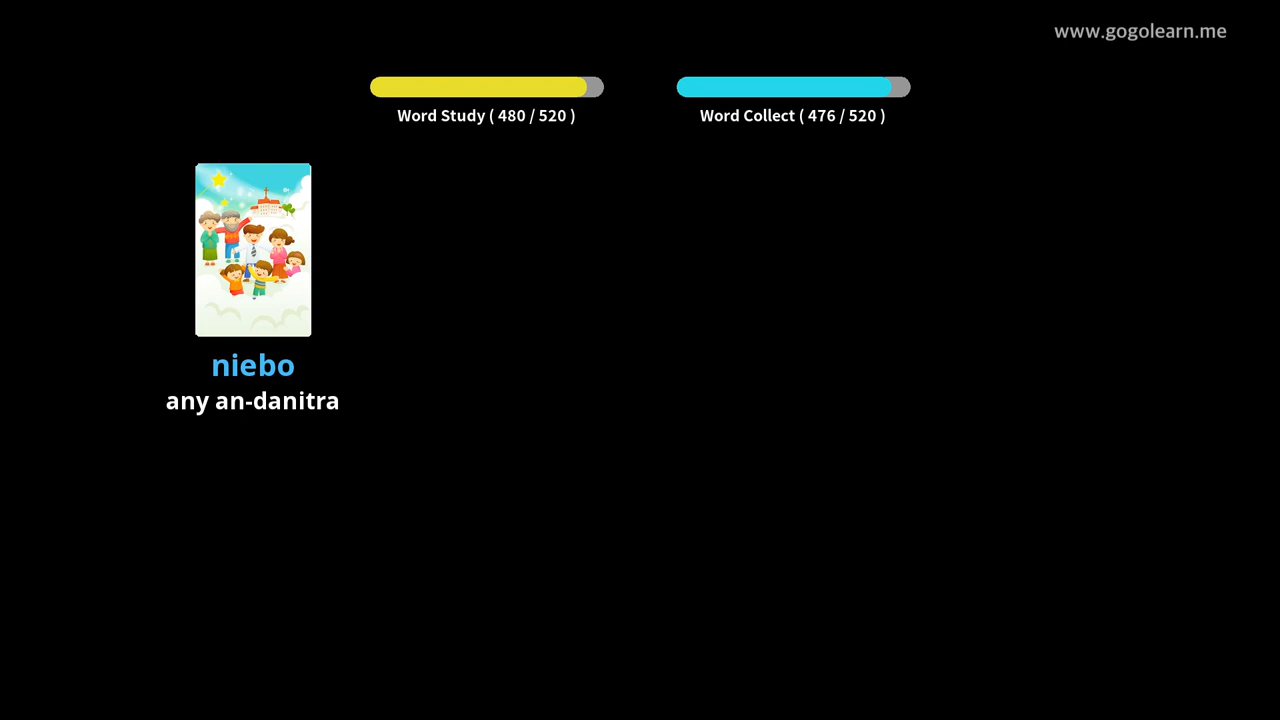 www.gogolearn.me
Word Study ( 480 / 520 )
Word Collect ( 476 / 520 )
niebo
any an-danitra